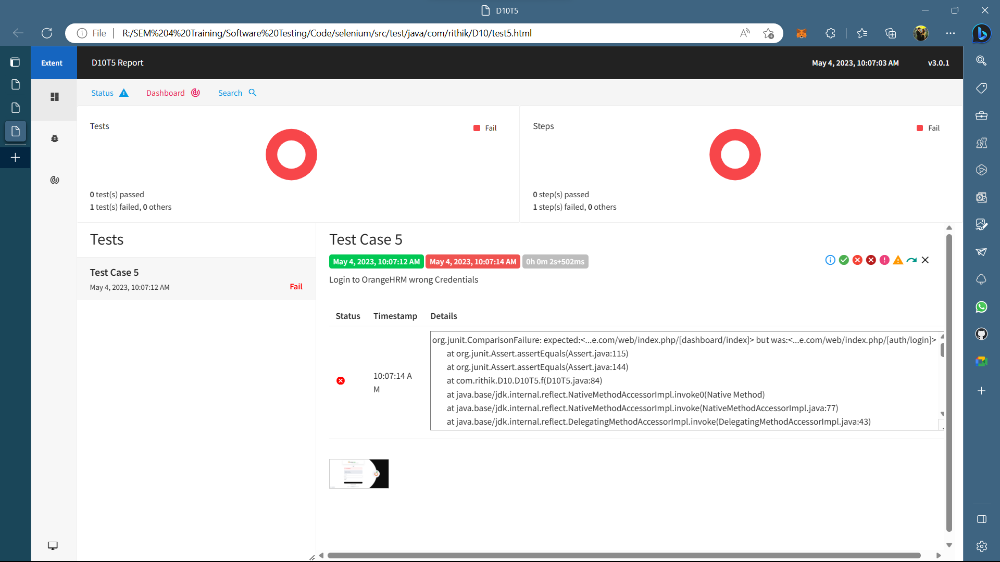 D10T5
File
R:/SEM%204%20Training/Software%20Testing/Code/selenium/src/test/java/com/rithik/D10/test5.html
Extent
D10T5 Report
May 4, 2023, 10:07:03 AM
v3.0.1
Status
Dashboard
Search
Tests
Fail
0 test(s) passed
1 test(s) failed, 0 others
Steps
Fail
0 step(s) passed
1 step(s) failed, 0 others
Tests
Test Case 5
May 4, 2023, 10:07:12 AM
Fail
Test Case 5
May 4, 2023, 10:07:12 AM
May 4, 2023, 10:07:14 AM
0h 0m 2s+502ms
Login to OrangeHRM wrong Credentials
Status
Timestamp
Details
10:07:14 A
M
org.junit.ComparisonFailure: expected:<...e.com/web/index.php/[dashboard/index]> but was:<...e.com/web/index.php/[auth/login]>
at org.junit.Assert.assertEquals(Assert.java:115)
at org.junit.Assert.assertEquals(Assert.java:144)
at com.rithik.D10.D10T5.f(D10T5.java:84)
at java.base/jdk.internal.reflect.NativeMethodAccessorImpl.invoke0(Native Method)
at java.base/jdk.internal.reflect.NativeMethodAccessorImpl.invoke(NativeMethodAccessorImpl.java:77)
at java.base/jdk.internal.reflect.DelegatingMethodAccessorImpl.invoke(DelegatingMethodAccessorImpl.java:43)